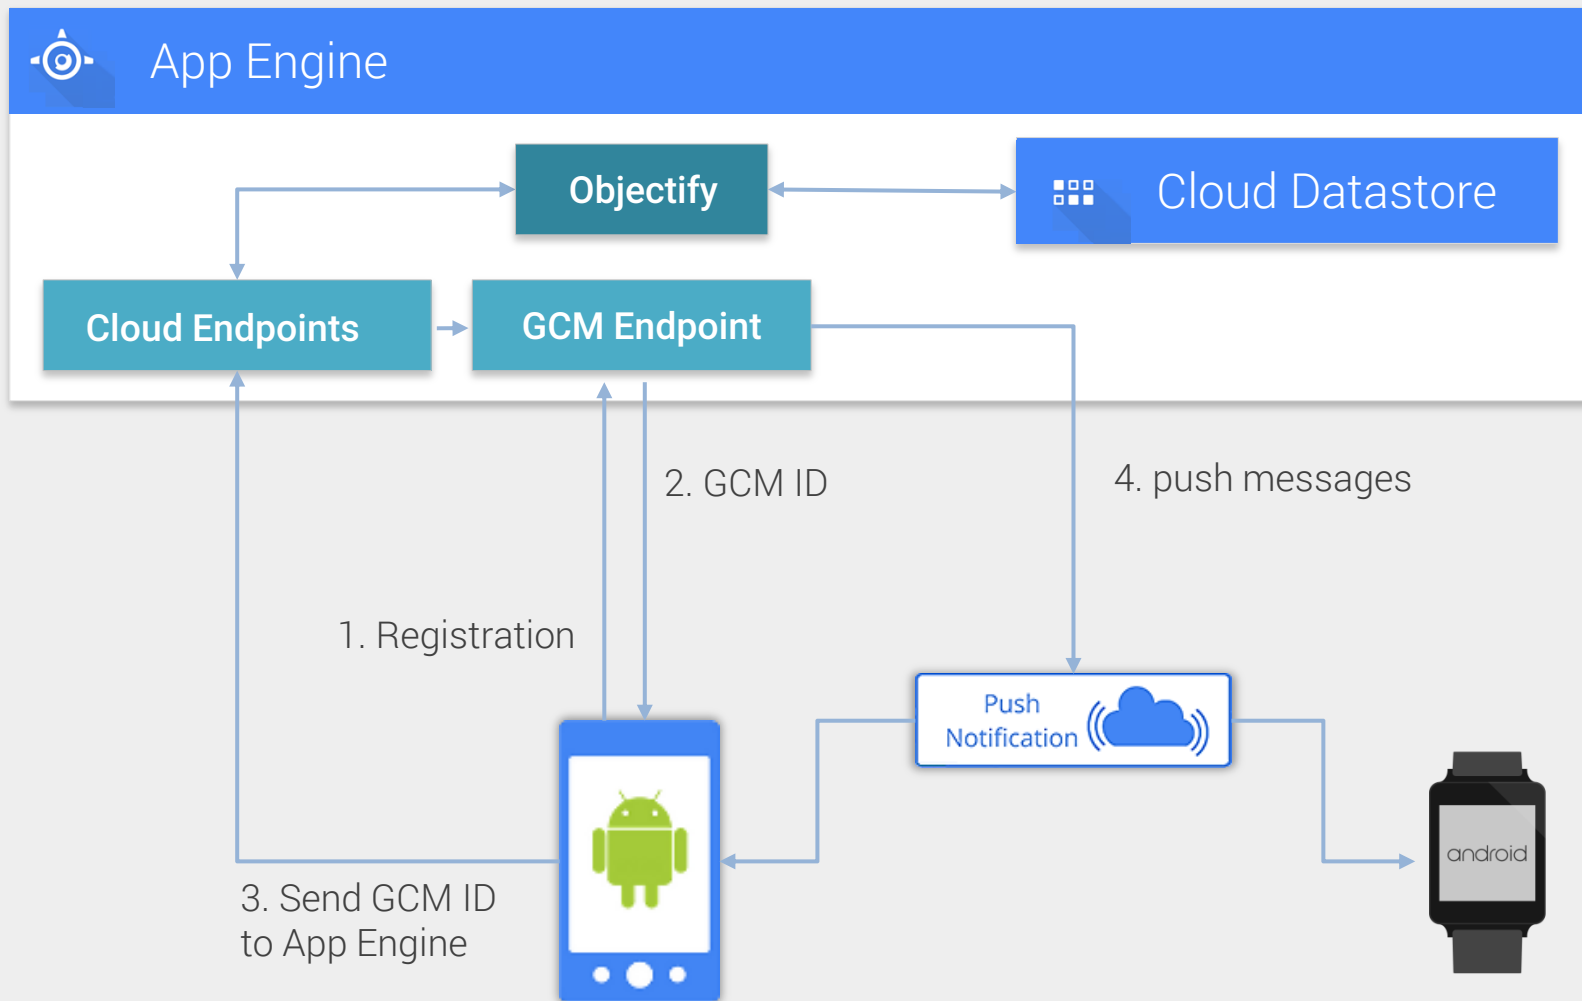 App Engine
Objectify
Cloud Datastore
Cloud Endpoints
GCM Endpoint
2. GCM ID
4. push messages
1. Registration
Push
Notification
android
3. Send GCM ID
to App Engine